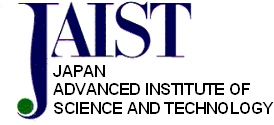 JAIST
JAPAN
ADVANCED INSTITUTE OF
SCIENCE AND TECHNOLOGY